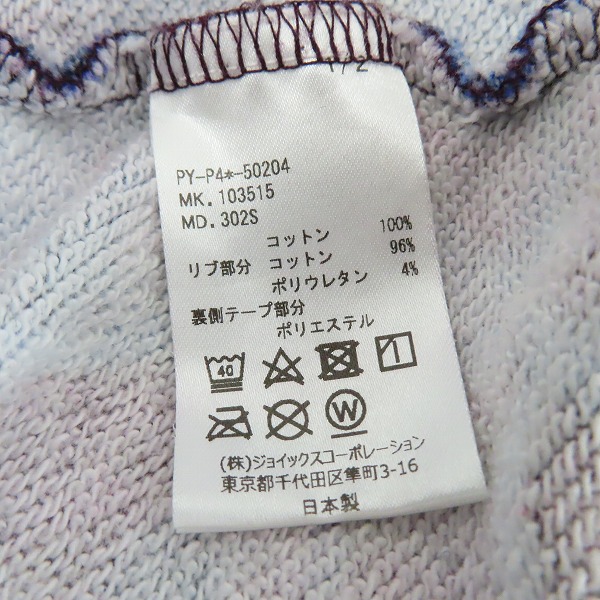 1/2
PY-P4*-50204
MK. 103515
MD. 302S
コットン 100%
リブ部分 コットン 96%
ポリウレタン 4%
裏側テープ部分
ポリエステル
40
W
(株)ジョイックスコーポレーション
東京都千代田区隼町3-16
日本製